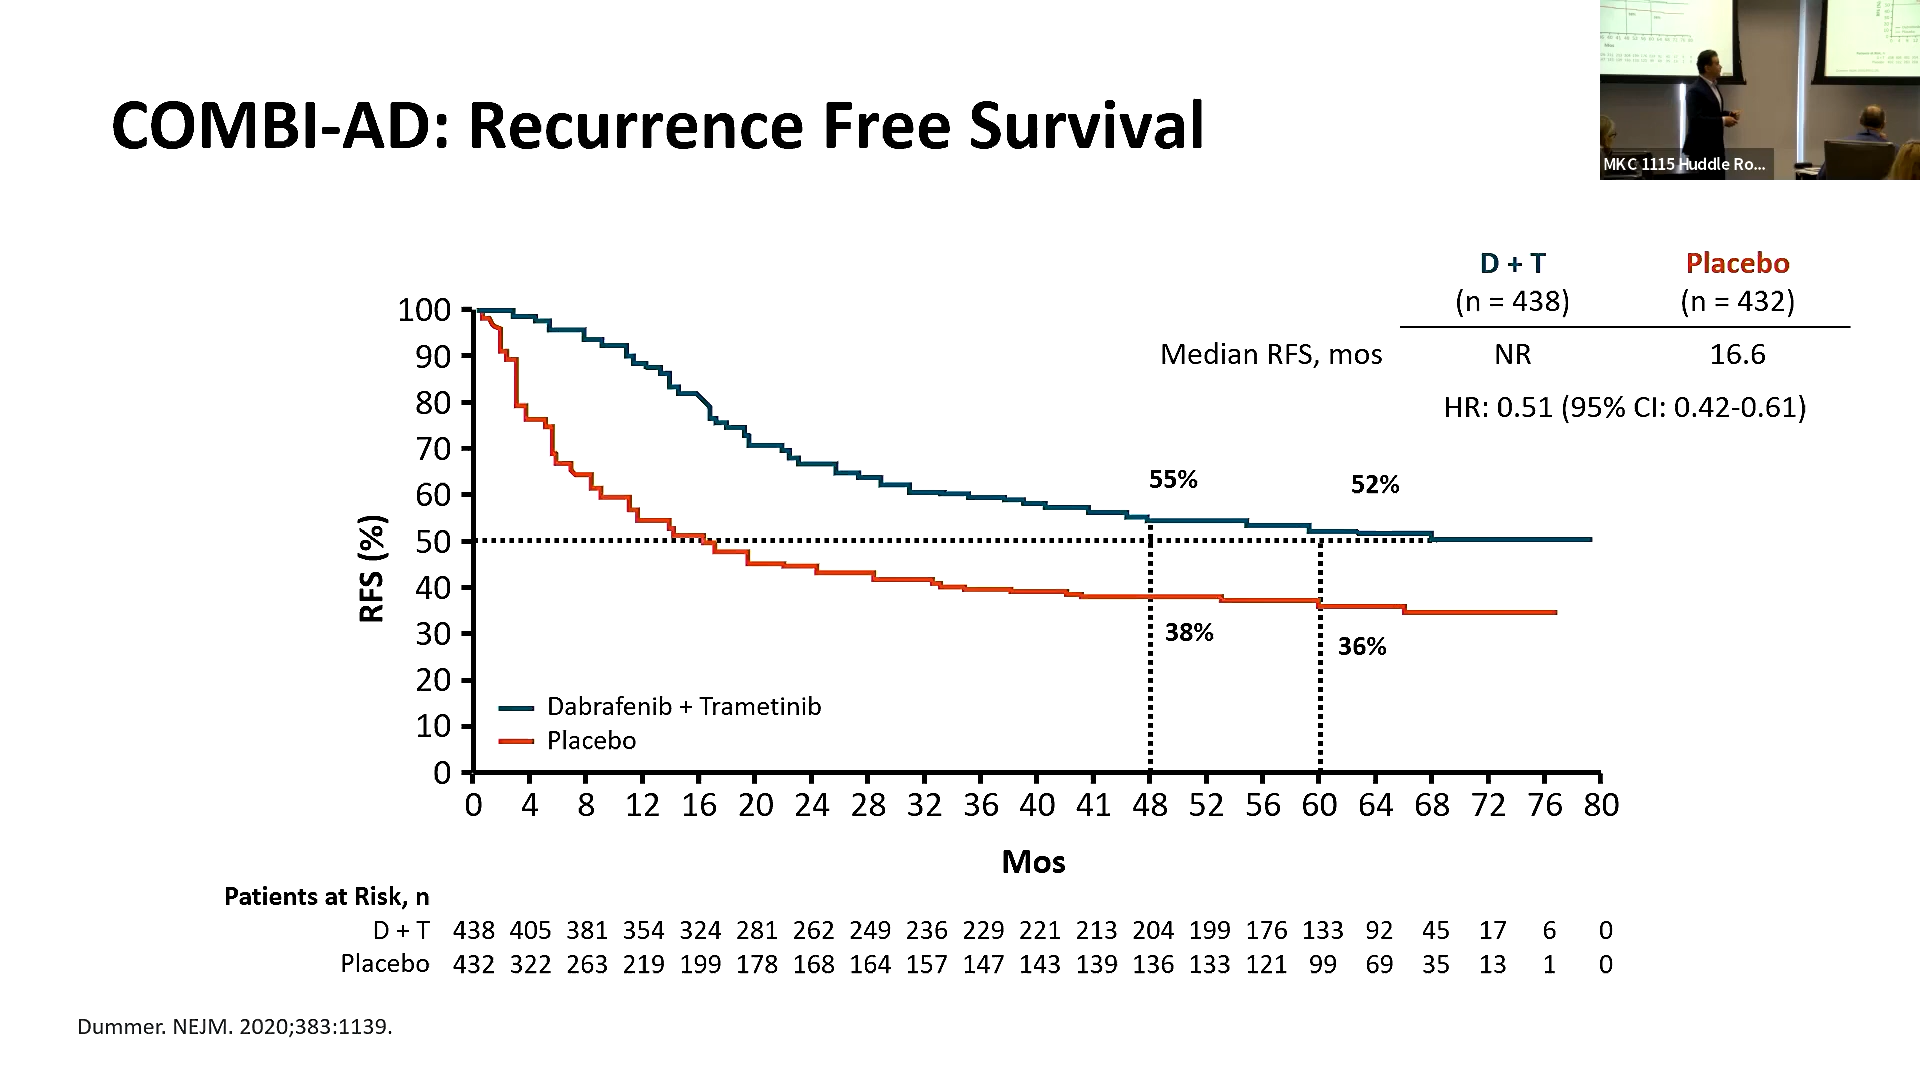 COMBI-AD: Recurrence Free Survival
MKC 1115 Huddle Ro...
D + T Placebo
(n = 438) (n = 432)
Median RFS, mos NR 16.6
HR: 0.51 (95% CI: 0.42-0.61)
RFS (%)
100
90
80
70
60
50
40
30
20
10
0
55%
52%
38%
36%
Dabrafenib + Trametinib
Placebo
0 4 8 12 16 20 24 28 32 36 40 41 48 52 56 60 64 68 72 76 80
Mos
Patients at Risk, n
D + T 438 405 381 354 324 281 262 249 236 229 221 213 204 199 176 133 92 45 17 6 0
Placebo 432 322 263 219 199 178 168 164 157 147 143 139 136 133 121 99 69 35 13 1 0
Dummer. NEJM. 2020;383:1139.